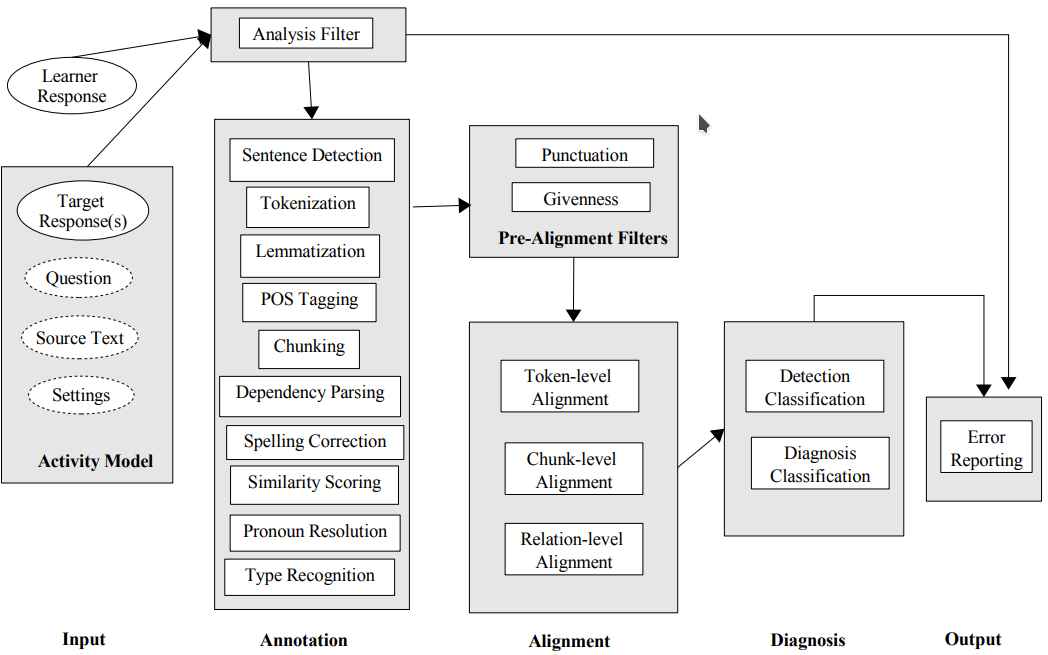 Analysis Filter
Learner
Response
Target
Response(s)
Question
Source Text
Settings
Activity Model
Sentence Detection
Tokenization
Lemmatization
POS Tagging
Chunking
Dependency Parsing
Spelling Correction
Similarity Scoring
Pronoun Resolution
Type Recognition
Punctuation
Givenness
Pre-Alignment Filters
Token-level
Alignment
Chunk-level
Alignment
Relation-level
Alignment
Detection
Classification
Diagnosis
Classification
Error
Reporting
Input
Annotation
Alignment
Diagnosis
Output